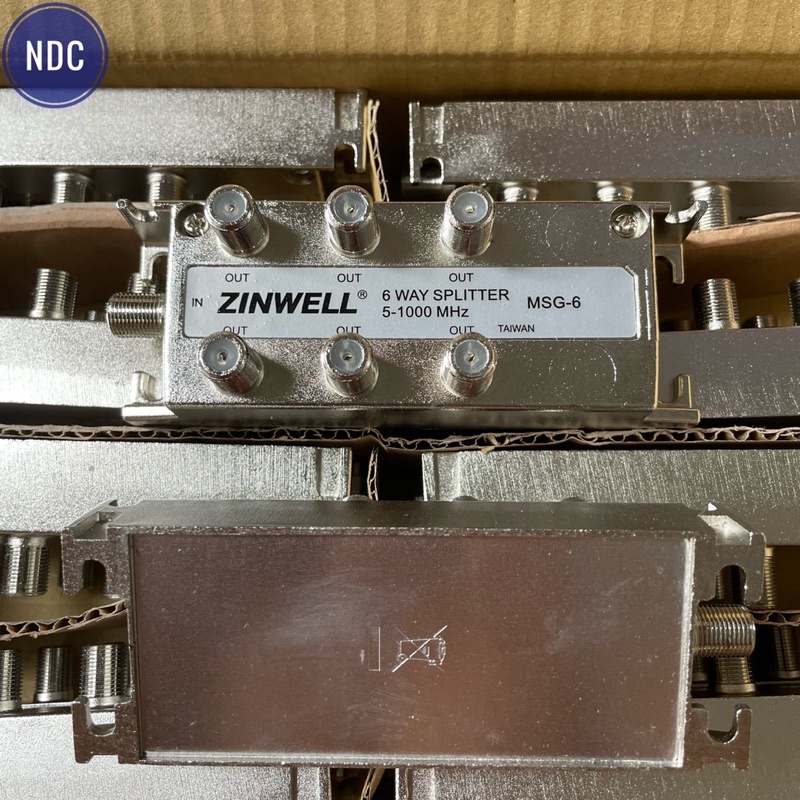 NDC
OUT OUT OUT
IN ZINWELL® 6 WAY SPLITTER MSG-6
5-1000 MHz
OUT OUT OUT TAIWAN